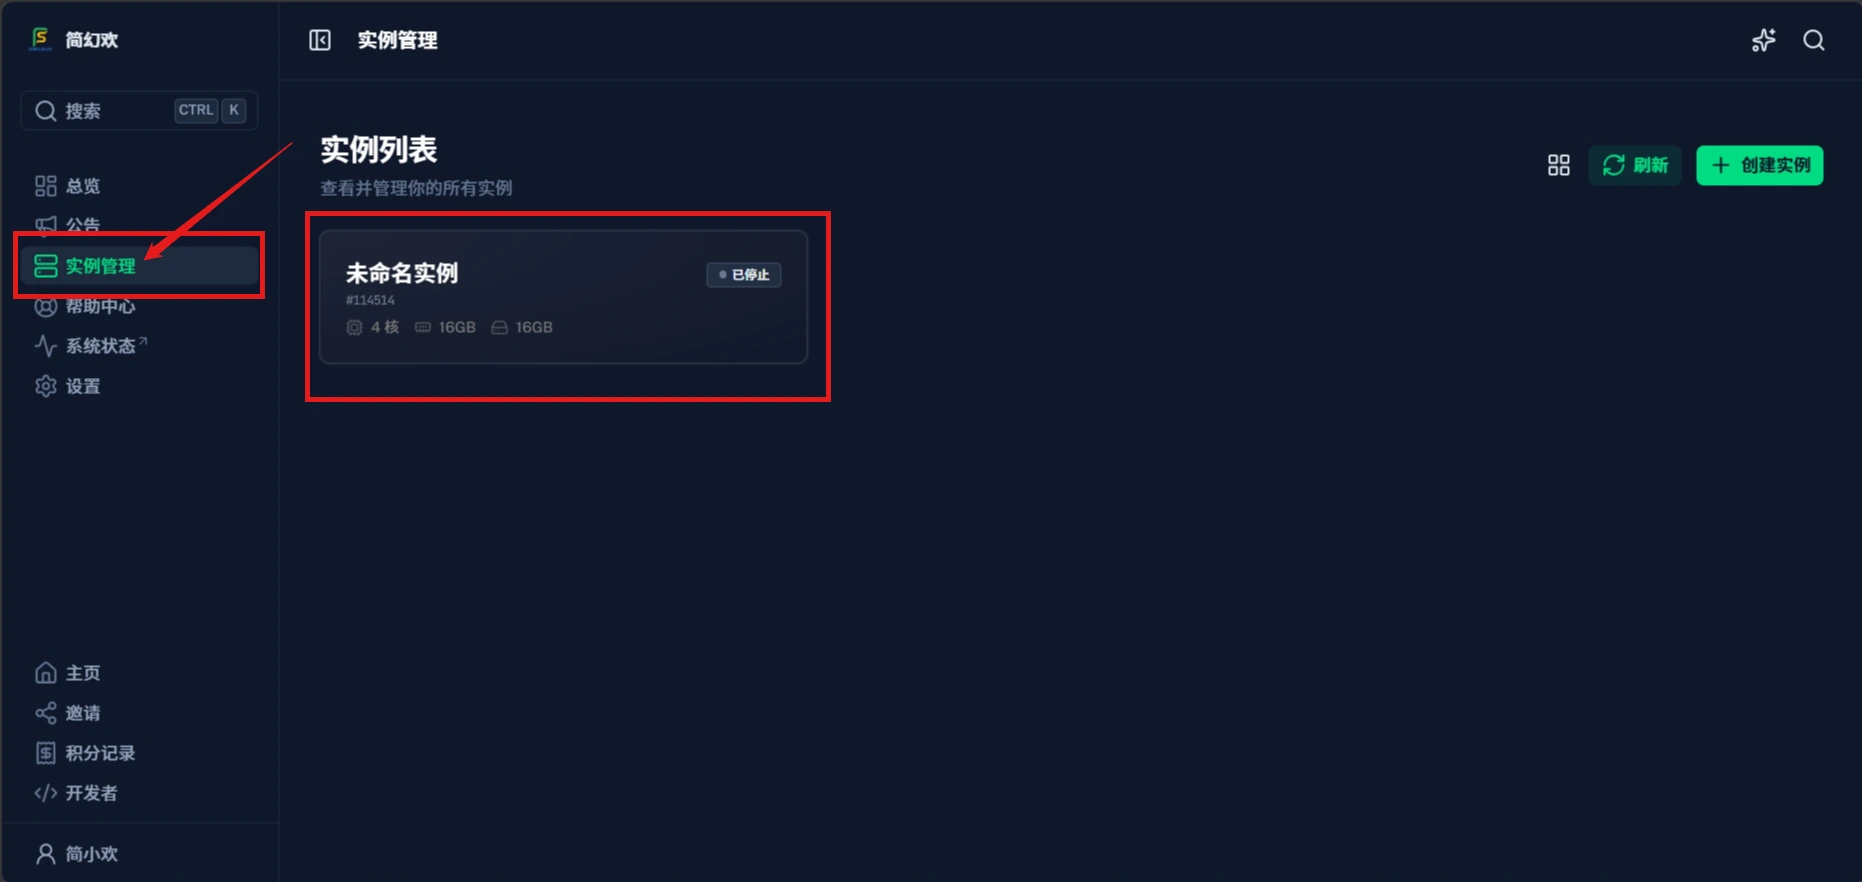 简幻欢
实例管理
搜索 CTRL K
总览
公告
实例管理
帮助中心
系统状态
设置
主页
邀请
积分记录
开发者
简小欢
实例列表
查看并管理你的所有实例
刷新
创建实例
未命名实例
已停止
#114514
4 核 16GB 16GB